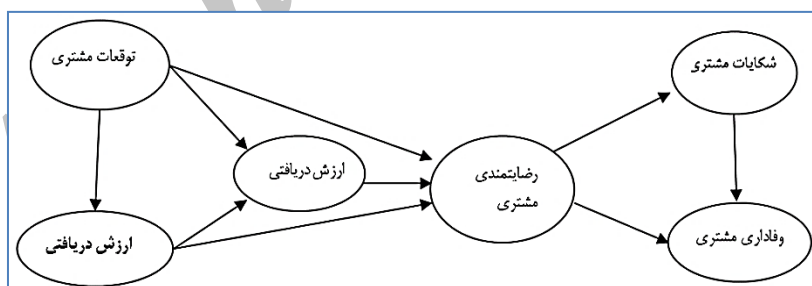 توقعات مشتری
شکایات مشتری
ارزش دریافتی
رضایتمندی
مشتری
ارزش دریافتی
وفاداری مشتری